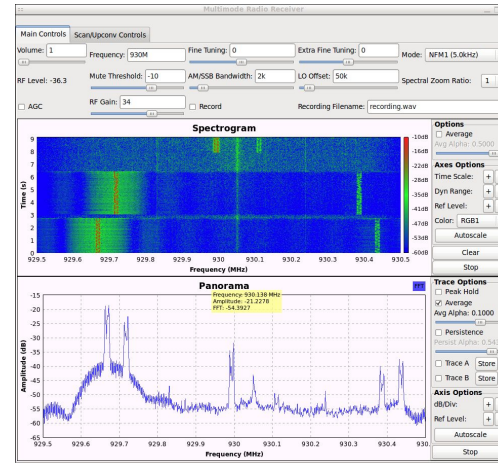 Multimode Radio Receiver
Main Controls Scan/Upconv Controls
Volume: 1 Frequency: 930M Fine Tuning: 0 Extra Fine Tuning: 0 Mode: NFM1 (5.0kHz)
RF Level: -36.3 Mute Threshold: -10 AM/SSB Bandwidth: 2k LO Offset: 50k Spectral Zoom Ratio: 1
AGC RF Gain: 34 Record Recording Filename: recording.wav
Spectrogram
Options
Average
Avg Alpha: 0.5000
Axes Options
Time Scale: +
Dyn Range: +
Ref Level: +
Color: RGB1
Autoscale
Clear
Stop
-10dB
-16dB
-22dB
-28dB
-35dB
-41dB
-47dB
-53dB
-60dB
Time (s)
9
8
7
6
5
4
3
2
1
0
929.5 929.6 929.7 929.8 929.9 930 930.1 930.2 930.3 930.4 930.5
Frequency (MHz)
Panorama
FFT
Frequency: 930.138 MHz
Amplitude: -21.2278
FFT: -54.3927
Trace Options
Peak Hold
Average
Avg Alpha: 0.1000
Persistence
Trace A Store
Trace B Store
Axis Options
dB/Div: +
Ref Level: +
Autoscale
Stop
Amplitude (dB)
-15
-20
-25
-30
-35
-40
-45
-50
-55
-60
-65
929.5 929.6 929.7 929.8 929.9 930 930.1 930.2 930.3 930.4 930.
Frequency (MHz)